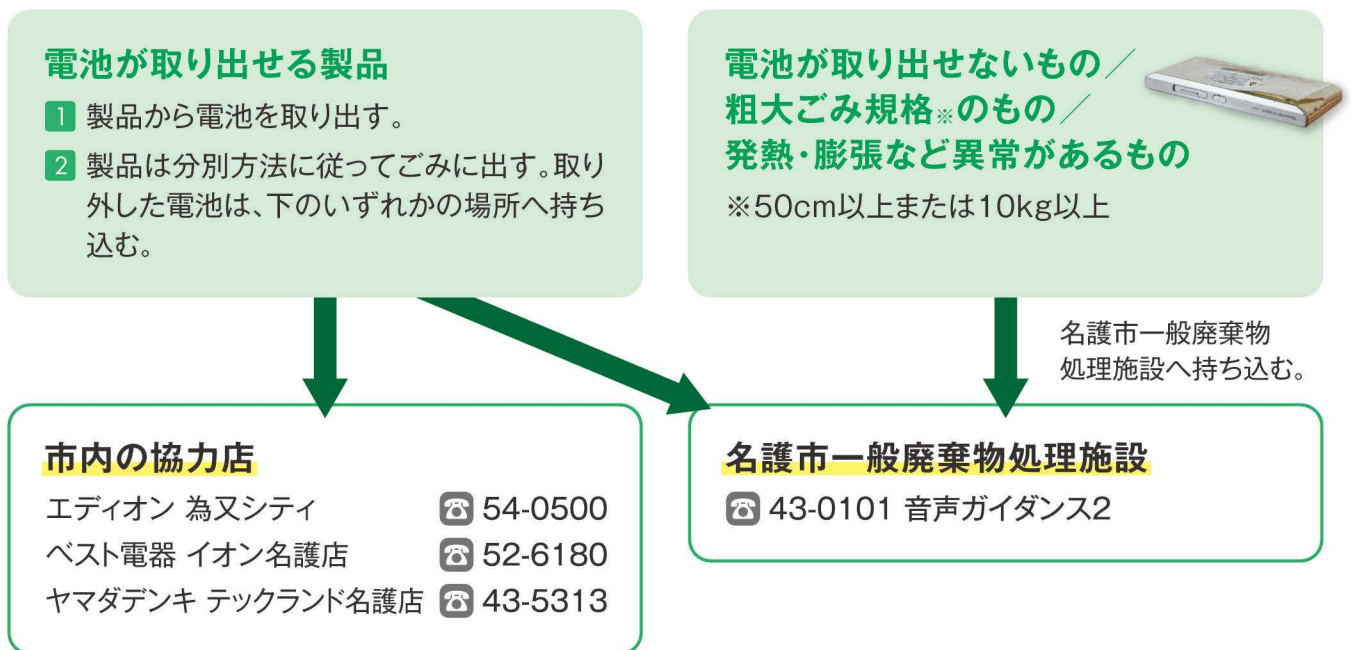 電池が取り出せる製品
1 製品から電池を取り出す。
2 製品は分別方法に従ってごみに出す。取り
外した電池は、下のいずれかの場所へ持ち
込む。
電池が取り出せないもの／
粗大ごみ規格※のもの／
発熱・膨張など異常があるもの
※50cm以上または10kg以上
名護市一般廃棄物
処理施設へ持ち込む。
市内の協力店
エディオン 為又シティ ☎ 54-0500
ベスト電器 イオン名護店 ☎ 52-6180
ヤマダデンキ テックランド名護店 ☎ 43-5313
名護市一般廃棄物処理施設
☎ 43-0101 音声ガイダンス2